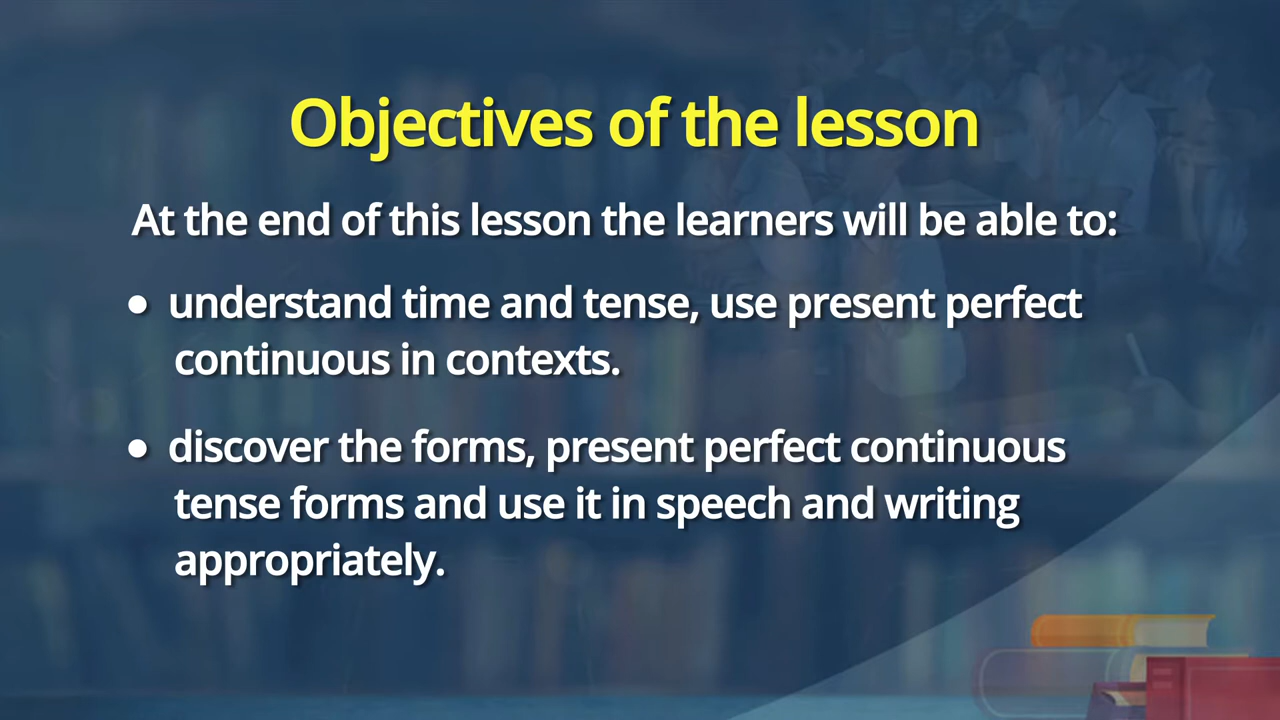 Objectives of the lesson
At the end of this lesson the learners will be able to:
● understand time and tense, use present perfect
continuous in contexts.
● discover the forms, present perfect continuous
tense forms and use it in speech and writing
appropriately.